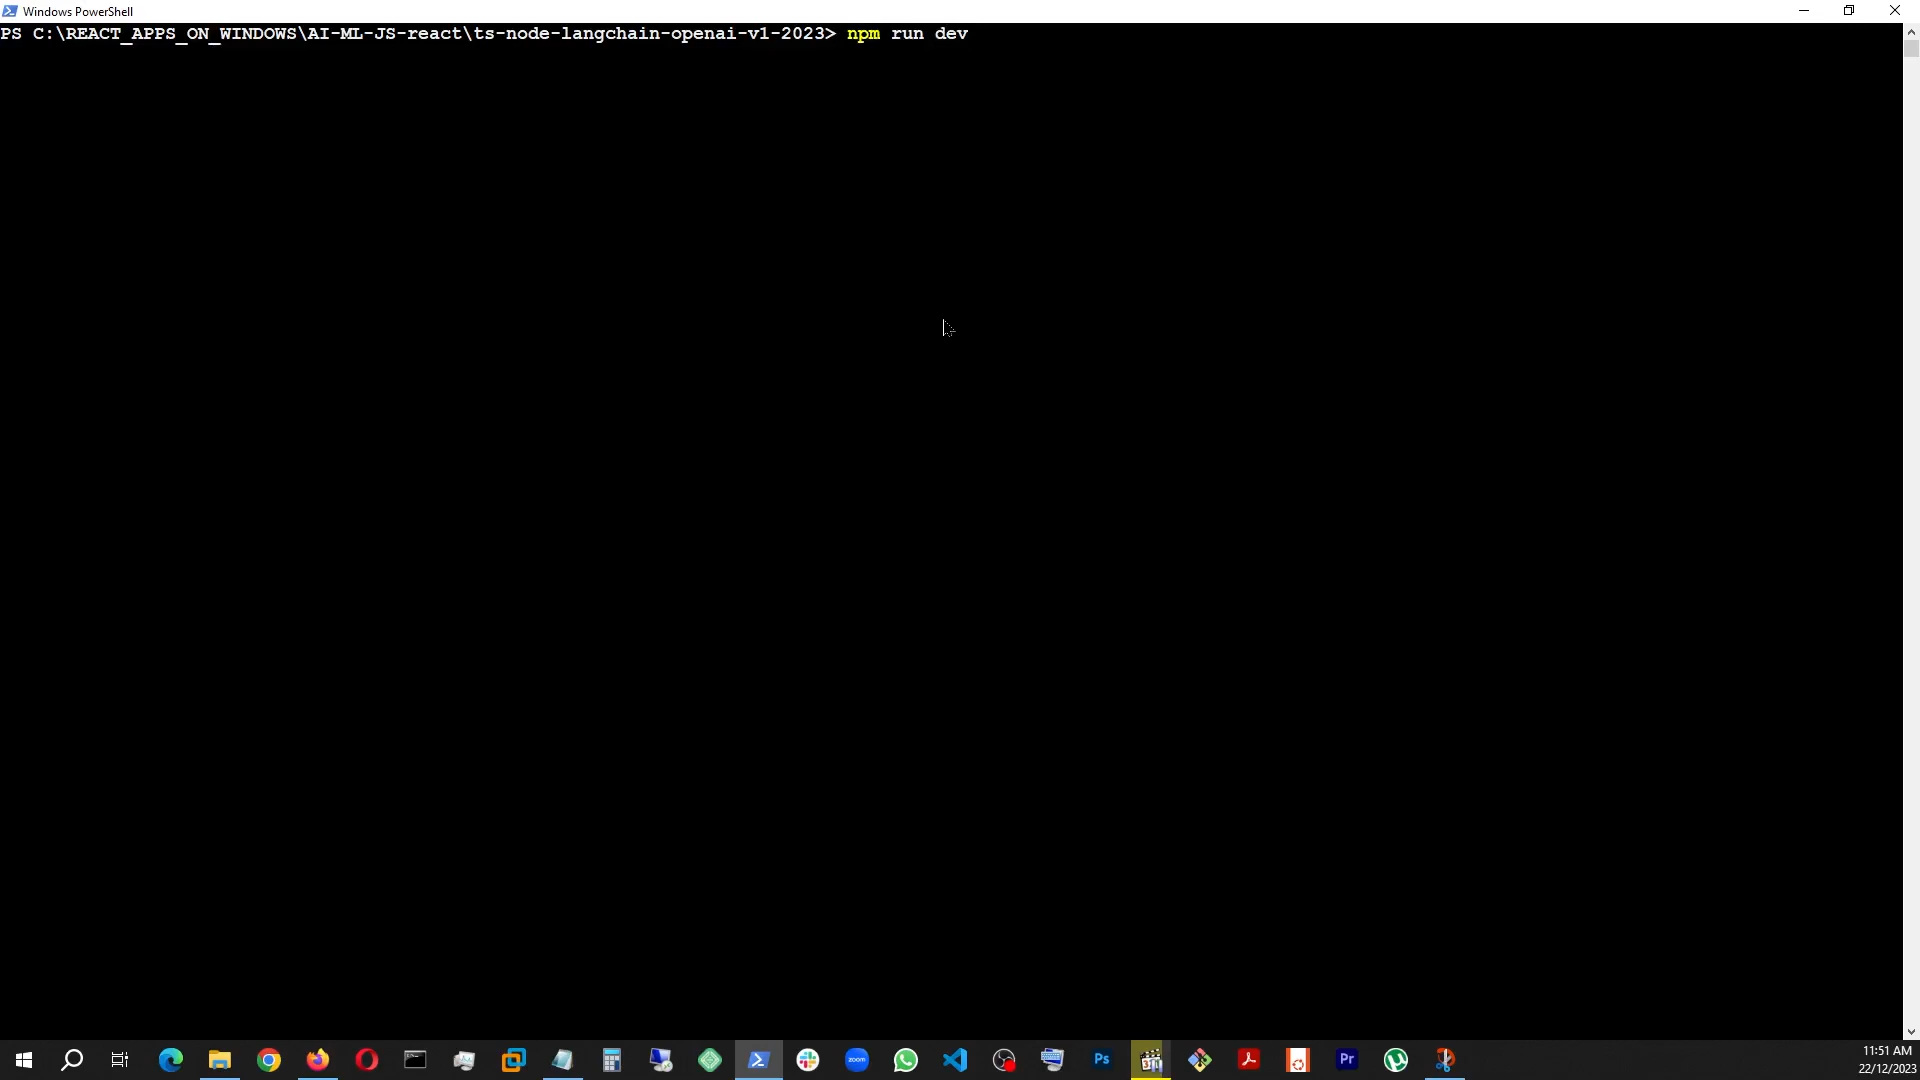 Windows PowerShell
PS C:\REACT_APPS_ON_WINDOWS\AI-ML-JS-react\ts-node-langchain-openai-v1-2023> npm run dev
zoom
Ps
Pr
11:51 AM
22/12/2023